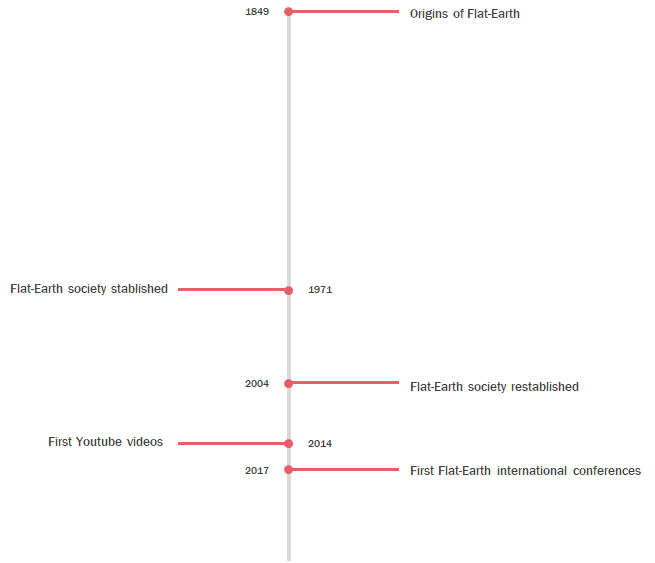 1849 Origins of Flat-Earth
Flat-Earth society stablished 1971
2004 Flat-Earth society restablished
First Youtube videos 2014
2017 First Flat-Earth international conferences